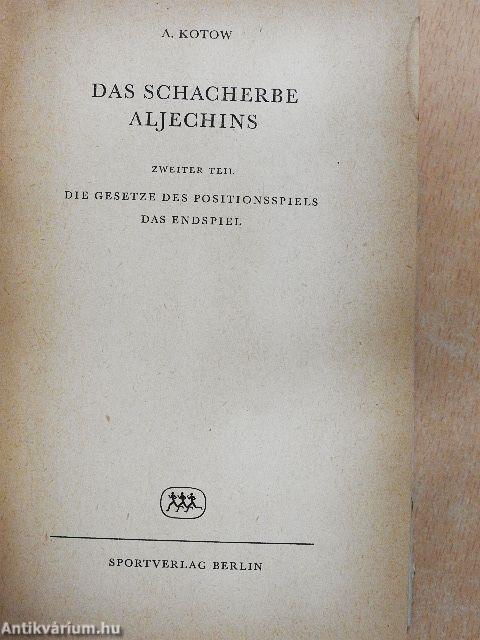 A. KOTOW
DAS SCHACHERBE
ALJECHINS
ZWEITER TEIL
DIE GESETZE DES POSITIONSSPIELS
DAS ENDSPIEL
SPORTVERLAG BERLIN
Antikvárium.hu